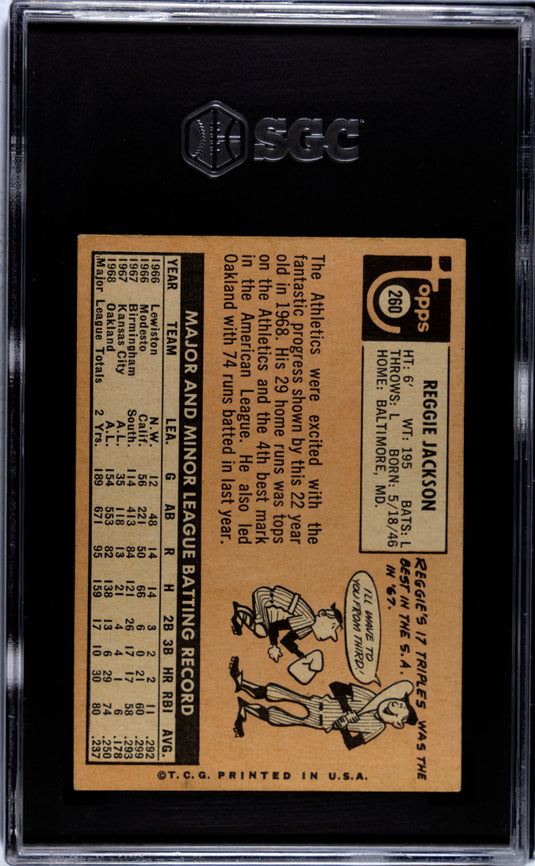 SGC
Topps
260
REGGIE JACKSON
HT: 6' WT: 195 BATS: L
THROWS: L BORN: 5/18/46
HOME: BALTIMORE, MD.
REGGIE'S 17 TRIPLES WAS THE
BEST IN THE S.A.
IN '67.
I'LL WAVE TO
YOU FROM THIRD.
The Athletics were excited with the
fantastic progress shown by this 22 year
old in 1968. His 29 home runs was tops
on the Athletics and the 4th best mark
in the American League. He also led
Oakland with 74 runs batted in last year.
MAJOR AND MINOR LEAGUE BATTING RECORD
YEAR TEAM LEA. G AB R H 2B 3B HR RBI AVG.
1966 Lewiston N.W. 12 48 14 14 3 2 2 11 .292
1966 Modesto Calif. 56 221 50 66 6 0 21 60 .299
1967 Birmingham South. 114 413 84 121 26 17 17 58 .293
1967 Kansas City A.L. 35 118 13 21 4 4 1 6 .178
1968 Oakland A.L. 154 553 82 138 13 6 29 74 .250
Major League Totals 2 Yrs. 189 671 95 159 17 10 30 80 .237
©T.C.G. PRINTED IN U.S.A.